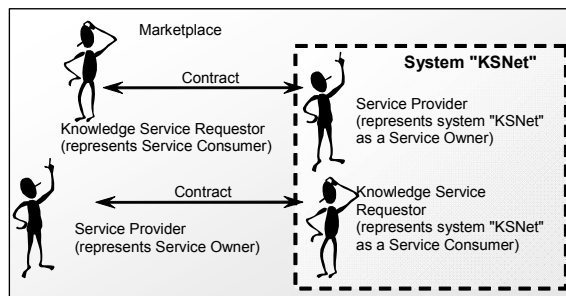 Marketplace
System "KSNet"
Contract
Service Provider
(represents system "KSNet"
as a Service Owner)
Knowledge Service Requestor
(represents Service Consumer)
Contract
Knowledge Service
Requestor
(represents system "KSNet"
as a Service Consumer)
Service Provider
(represents Service Owner)